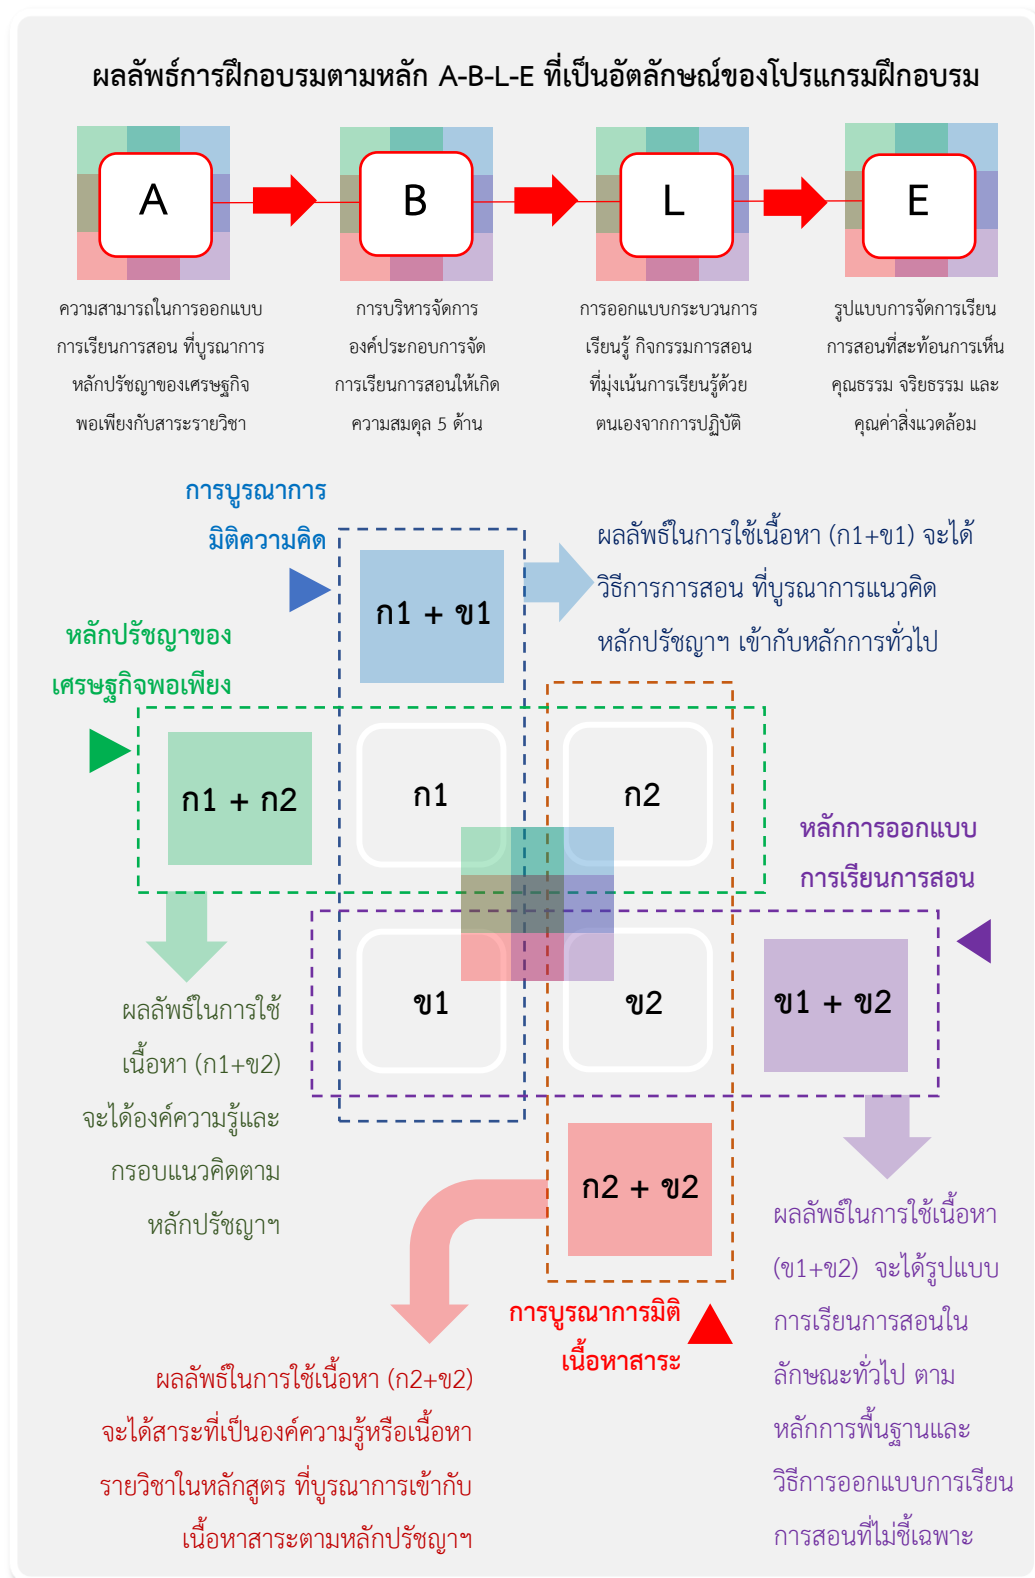 ผลลัพธ์การฝึกอบรมตามหลัก A-B-L-E ที่เป็นอัตลักษณ์ของโปรแกรมฝึกอบรม
A
B
L
E
ความสามารถในการออกแบบ
การเรียนการสอน ที่บูรณาการ
หลักปรัชญาของเศรษฐกิจ
พอเพียงกับสาระรายวิชา
การบริหารจัดการ
องค์ประกอบการจัด
การเรียนการสอนให้เกิด
ความสมดุล 5 ด้าน
การออกแบบกระบวนการ
เรียนรู้ กิจกรรมการสอน
ที่มุ่งเน้นการเรียนรู้ด้วย
ตนเองจากการปฏิบัติ
รูปแบบการจัดการเรียน
การสอนที่สะท้อนการเห็น
คุณธรรม จริยธรรม และ
คุณค่าสิ่งแวดล้อม
การบูรณาการ
มิติความคิด
ก1 + ข1
ผลลัพธ์ในการใช้เนื้อหา (ก1+ข1) จะได้
วิธีการการสอน ที่บูรณาการแนวคิด
หลักปรัชญาฯ เข้ากับหลักการทั่วไป
หลักปรัชญาของ
เศรษฐกิจพอเพียง
ก1 + ก2
ก1
ก2
หลักการออกแบบ
การเรียนการสอน
ข1
ข2
ข1 + ข2
ผลลัพธ์ในการใช้
เนื้อหา (ก1+ข2)
จะได้องค์ความรู้และ
กรอบแนวคิดตาม
หลักปรัชญาฯ
ก2 + ข2
การบูรณาการมิติ
เนื้อหาสาระ
ผลลัพธ์ในการใช้เนื้อหา
(ข1+ข2) จะได้รูปแบบ
การเรียนการสอนใน
ลักษณะทั่วไป ตาม
หลักการพื้นฐานและ
วิธีการออกแบบการเรียน
การสอนที่ไม่ชี้เฉพาะ
ผลลัพธ์ในการใช้เนื้อหา (ก2+ข2)
จะได้สาระที่เป็นองค์ความรู้หรือเนื้อหา
รายวิชาในหลักสูตร ที่บูรณาการเข้ากับ
เนื้อหาสาระตามหลักปรัชญาฯ